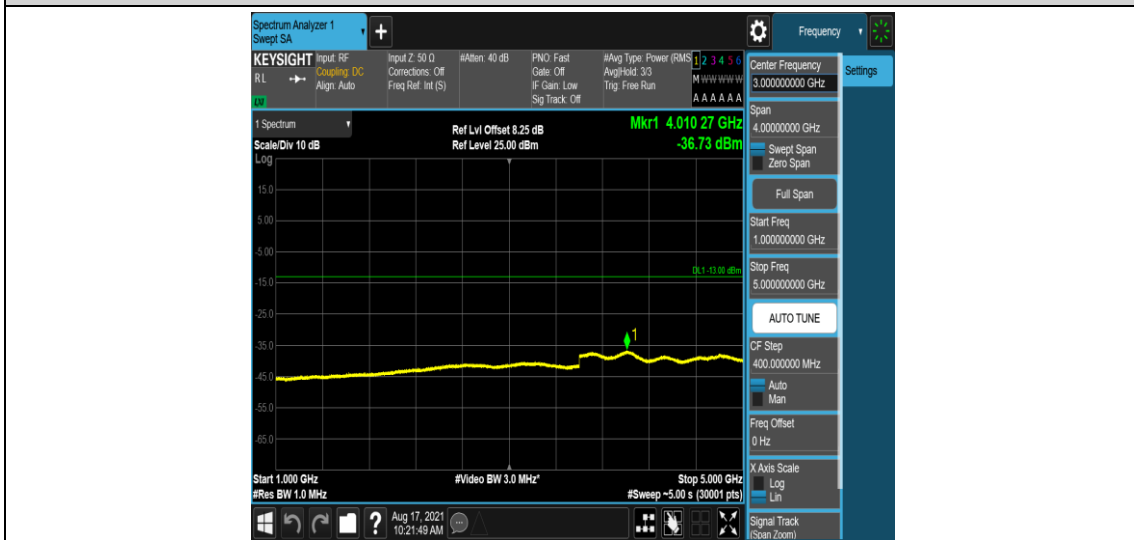 Spectrum Analyzer 1
Swept SA
+
Frequency
KEYSIGHT
RL
LXI
Input: RF
Coupling: DC
Align: Auto
Input Z: 50 Ω
Corrections: Off
Freq Ref: Int (S)
#Atten: 40 dB
PNO: Fast
Gate: Off
IF Gain: Low
Sig Track: Off
#Avg Type: Power (RMS
Avg|Hold: 3/3
Trig: Free Run
1 2 3 4 5 6
M W W W W W
A A A A A A
Center Frequency
3.000000000 GHz
Settings
1 Spectrum
Scale/Div 10 dB
Ref Lvl Offset 8.25 dB
Ref Level 25.00 dBm
Mkr1 4.010 27 GHz
-36.73 dBm
Log
15.0
5.00
-5.00
-15.0
-25.0
-35.0
-45.0
-55.0
-65.0
DL1 -13.00 dBm
1
Start 1.000 GHz
#Res BW 1.0 MHz
#Video BW 3.0 MHz*
Stop 5.000 GHz
#Sweep ~5.00 s (30001 pts)
Span
4.00000000 GHz
Swept Span
Zero Span
Full Span
Start Freq
1.000000000 GHz
Stop Freq
5.000000000 GHz
AUTO TUNE
CF Step
400.000000 MHz
Auto
Man
Freq Offset
0 Hz
X Axis Scale
Log
Lin
Signal Track
(Span Zoom)
?
Aug 17, 2021
10:21:49 AM